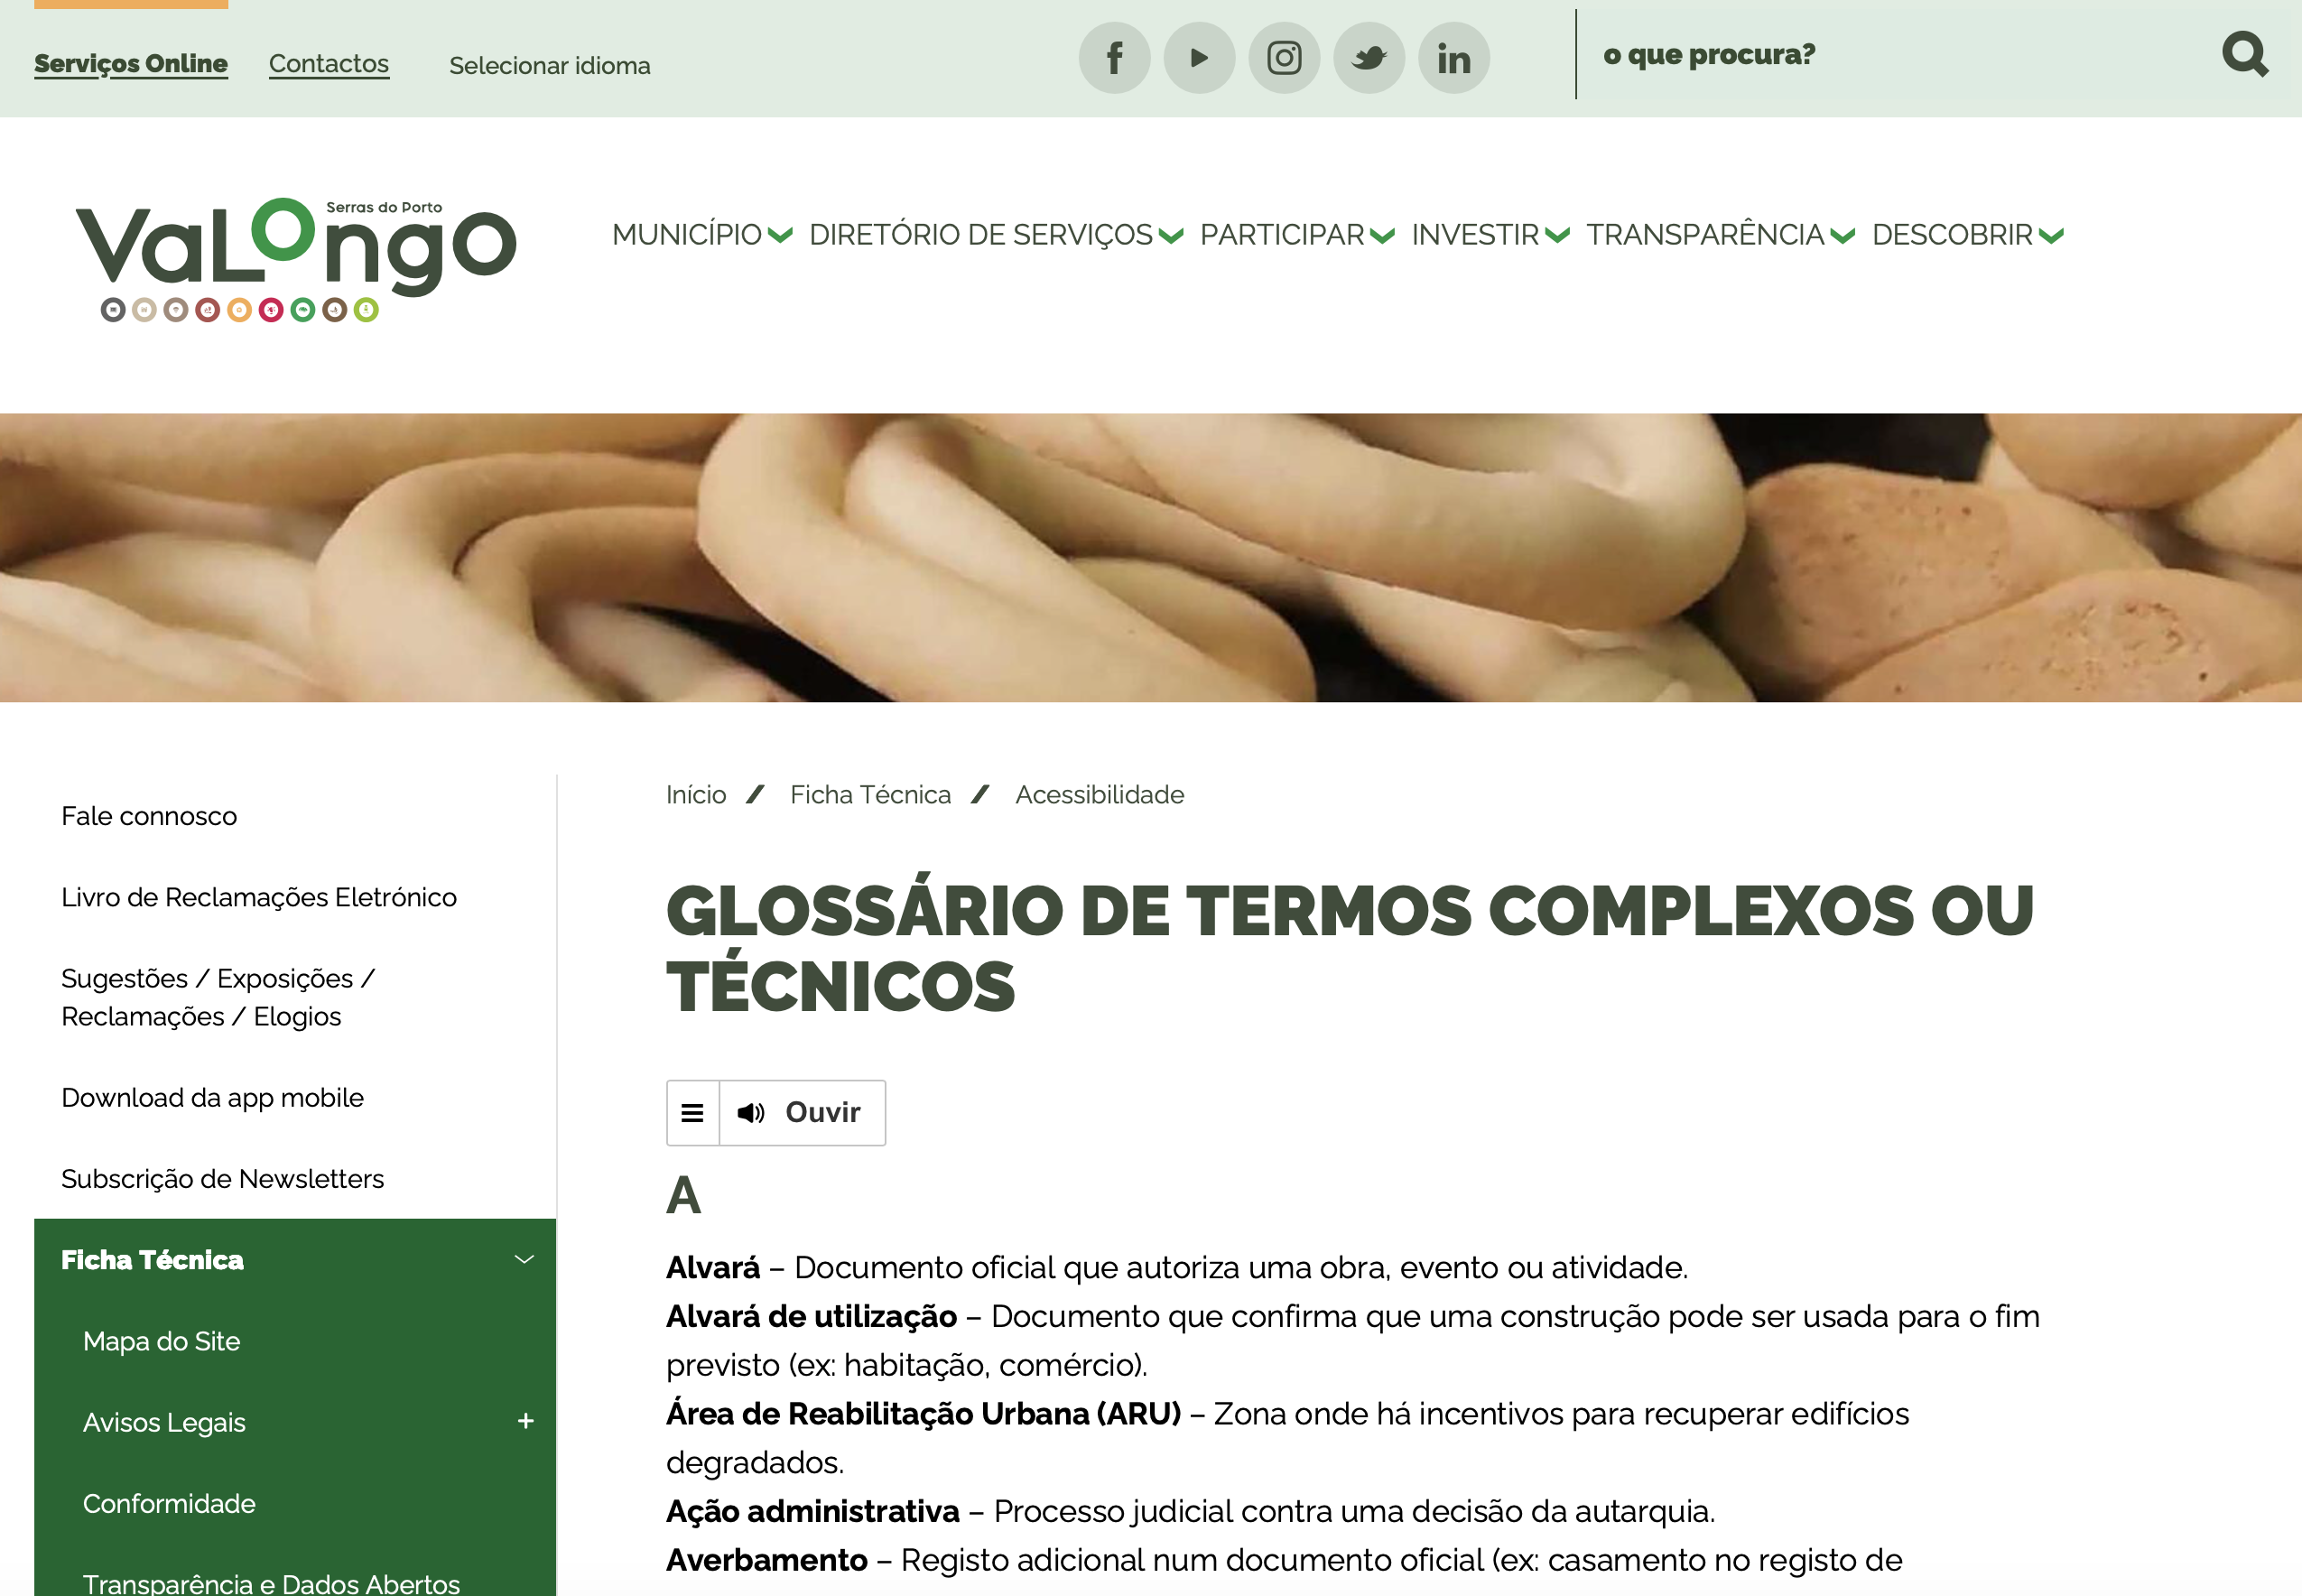 Serviços Online
Contactos
Selecionar idioma
o que procura?
VaLongo
Serras do Porto
MUNICÍPIO
DIRETÓRIO DE SERVIÇOS
PARTICIPAR
INVESTIR
TRANSPARÊNCIA
DESCOBRIR
Fale connosco
Livro de Reclamações Eletrónico
Sugestões / Exposições /
Reclamações / Elogios
Download da app mobile
Subscrição de Newsletters
Ficha Técnica
Mapa do Site
Avisos Legais
Conformidade
Transparência e Dados Abertos
Início / Ficha Técnica / Acessibilidade
GLOSSÁRIO DE TERMOS COMPLEXOS OU
TÉCNICOS
Ouvir
A
Alvará – Documento oficial que autoriza uma obra, evento ou atividade.
Alvará de utilização – Documento que confirma que uma construção pode ser usada para o fim
previsto (ex: habitação, comércio).
Área de Reabilitação Urbana (ARU) – Zona onde há incentivos para recuperar edifícios
degradados.
Ação administrativa – Processo judicial contra uma decisão da autarquia.
Averbamento – Registo adicional num documento oficial (ex: casamento no registo de